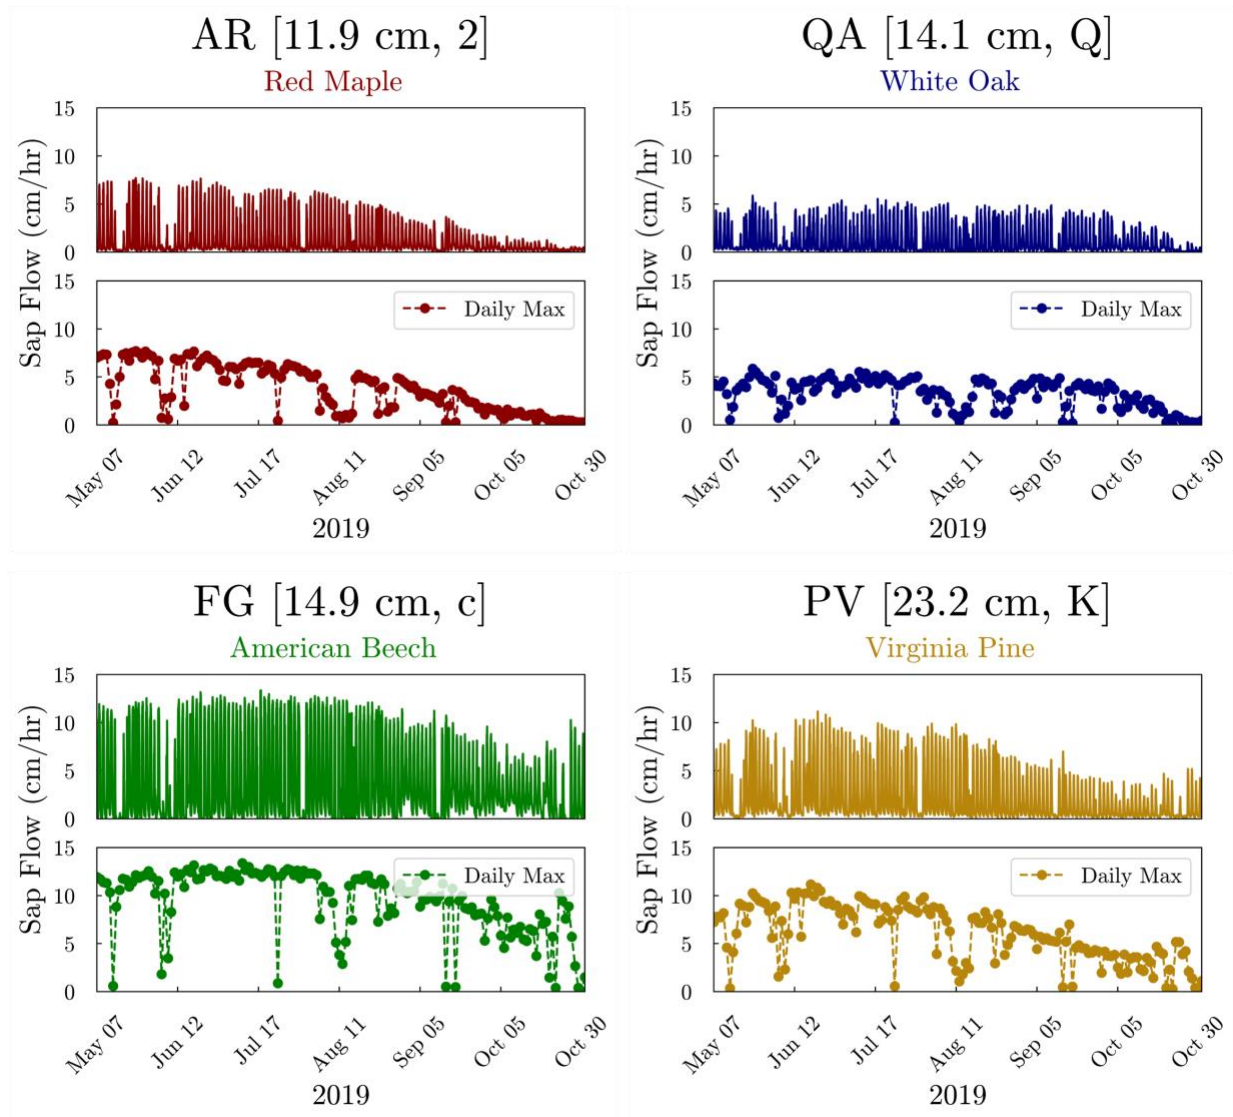 AR [11.9 cm, 2]
Red Maple
15
10
5
0
Sap Flow (cm/hr)
15
10
5
0
Daily Max
May 07
Jun 12
Jul 17
Aug 11
Sep 05
Oct 05
Oct 30
2019
QA [14.1 cm, Q]
White Oak
15
10
5
0
Sap Flow (cm/hr)
15
10
5
0
Daily Max
May 07
Jun 12
Jul 17
Aug 11
Sep 05
Oct 05
Oct 30
2019
FG [14.9 cm, c]
American Beech
15
10
5
0
Sap Flow (cm/hr)
15
10
5
0
Daily Max
May 07
Jun 12
Jul 17
Aug 11
Sep 05
Oct 05
Oct 30
2019
PV [23.2 cm, K]
Virginia Pine
15
10
5
0
Sap Flow (cm/hr)
15
10
5
0
Daily Max
May 07
Jun 12
Jul 17
Aug 11
Sep 05
Oct 05
Oct 30
2019